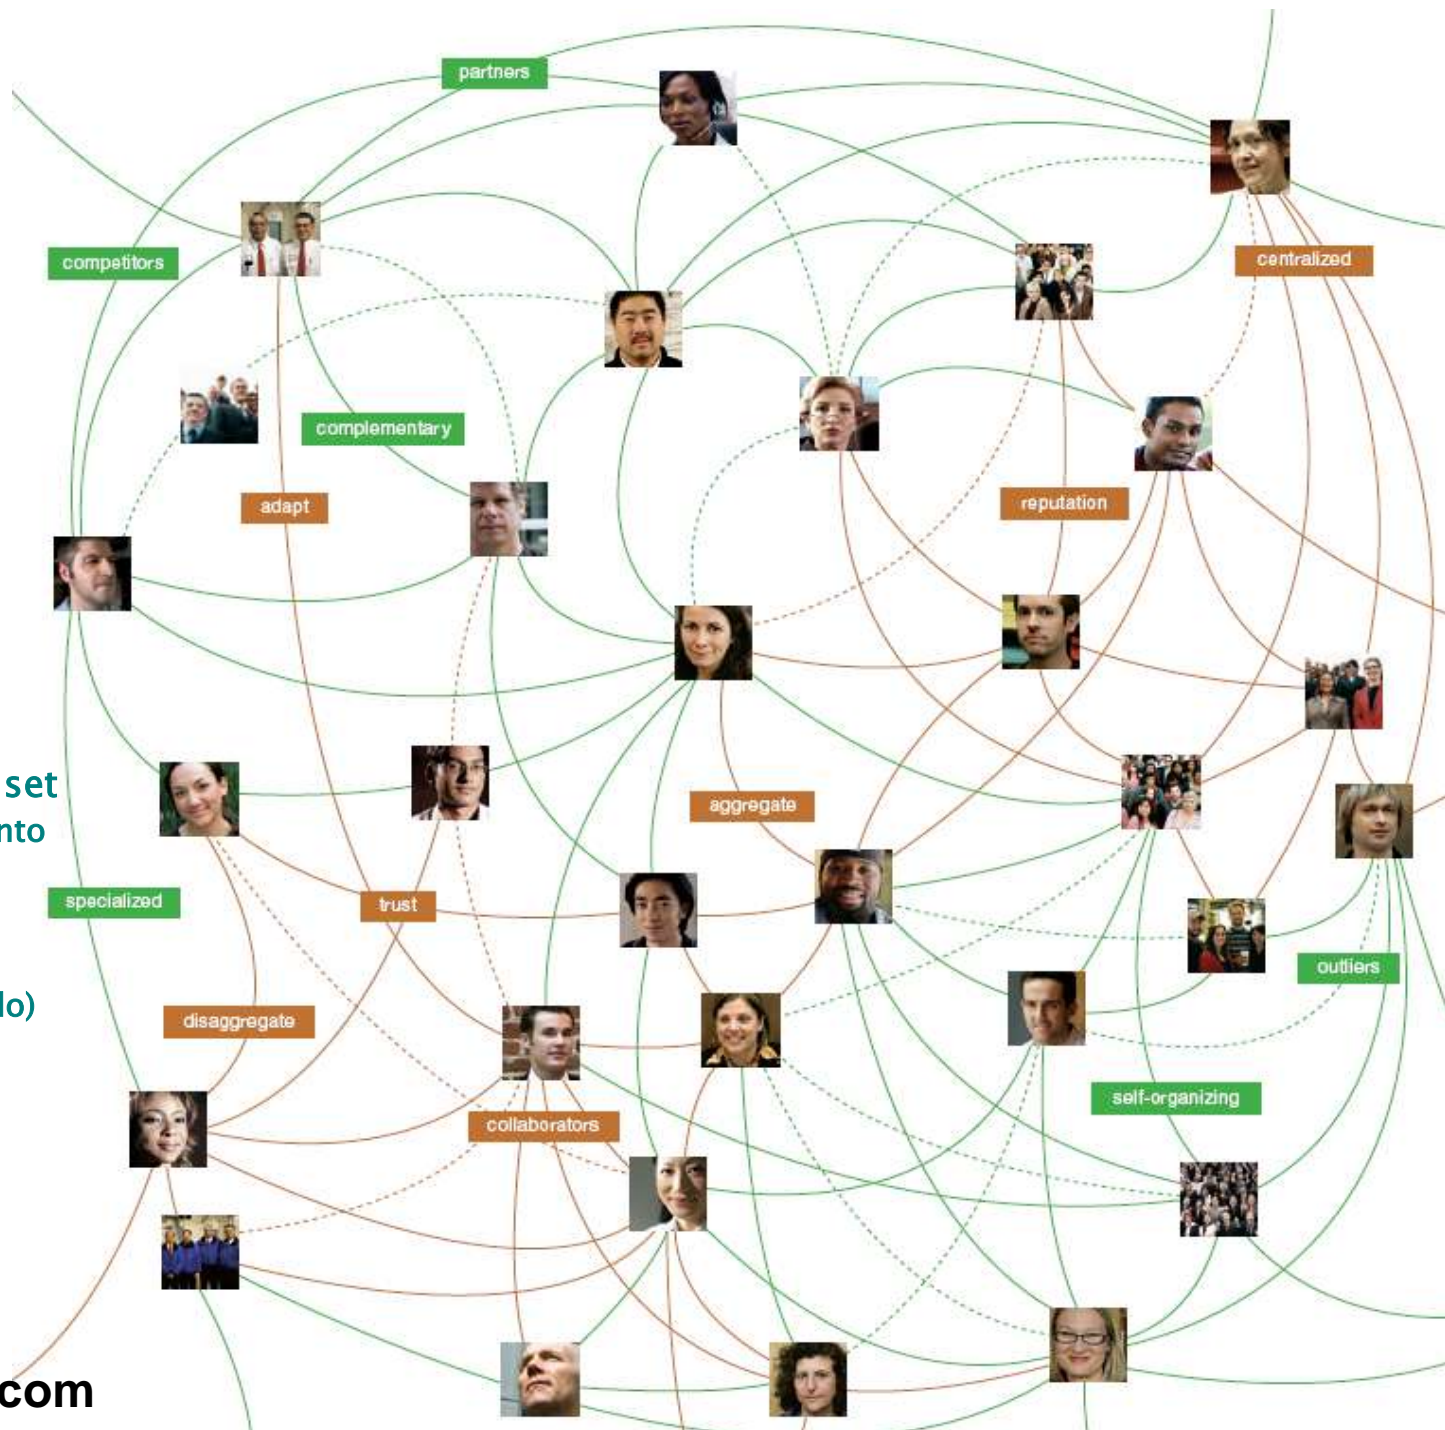 partners
competitors
centralized
complementary
adapt
reputation
set
nto
aggregate
specialized
trust
outliers
lo)
disaggregate
self-organizing
collaborators
com